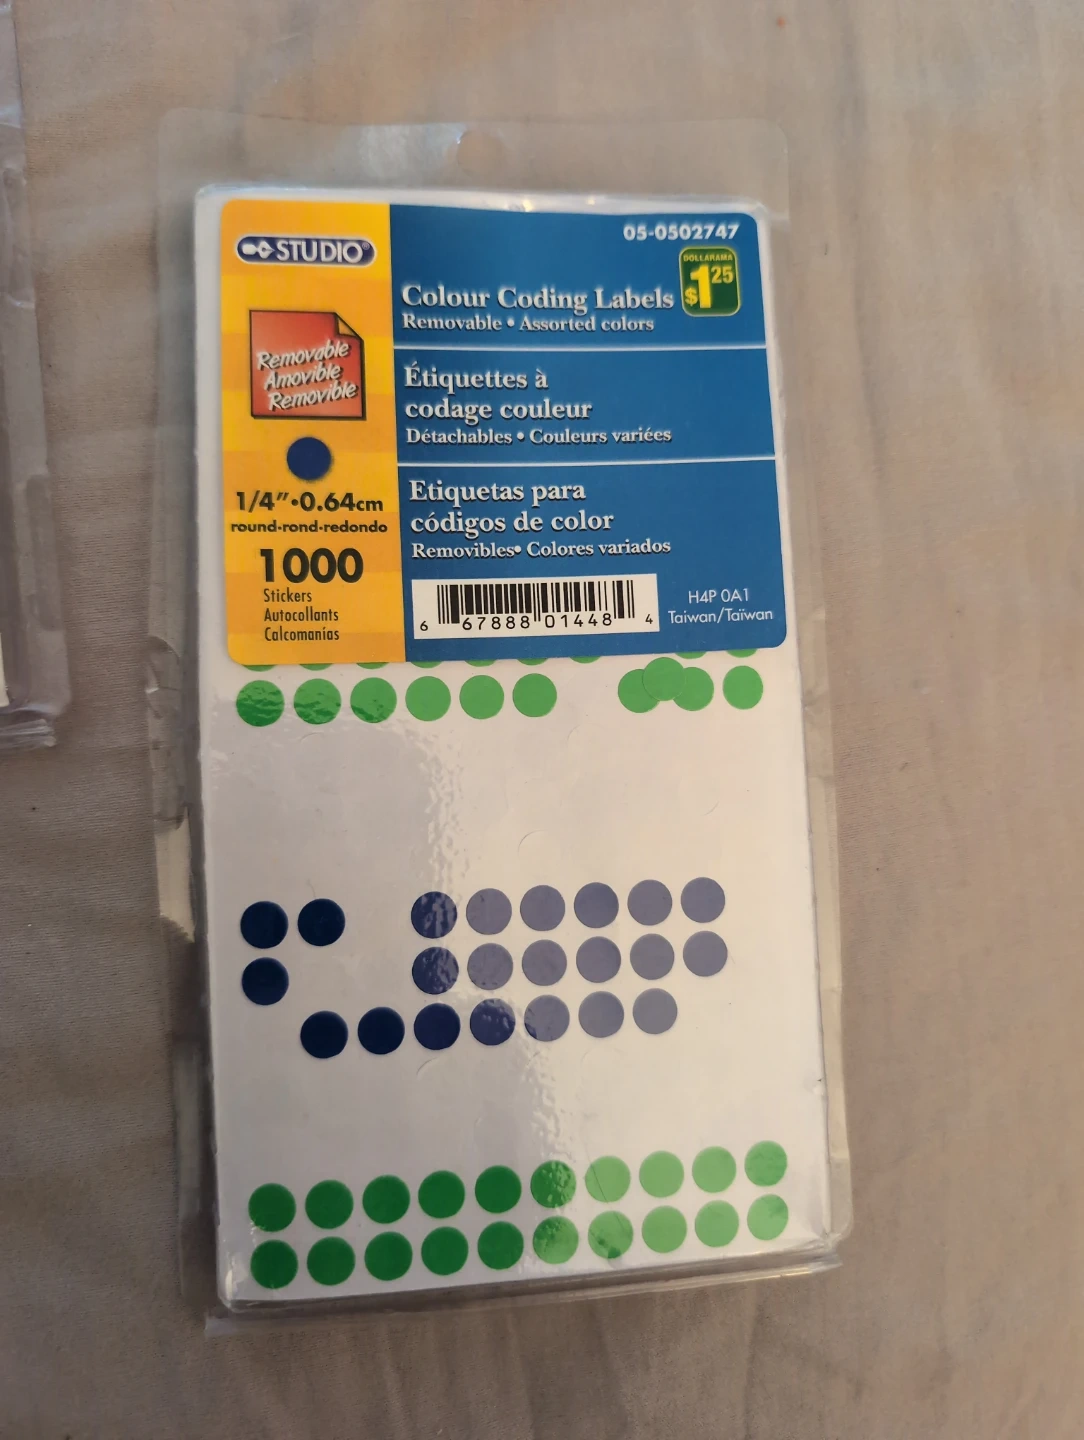 STUDIO®
Removable
Amovible
Removible
1/4”•0.64cm
round-rond-redondo
1000
Stickers
Autocollants
Calcomanías
05-0502747
DOLLARAMA
$1 25
Colour Coding Labels
Removable • Assorted colors
Étiquettes à
codage couleur
Détachables • Couleurs variées
Etiquetas para
códigos de color
Removibles• Colores variados
6 67888 01448 4
H4P 0A1
Taiwan/Taïwan